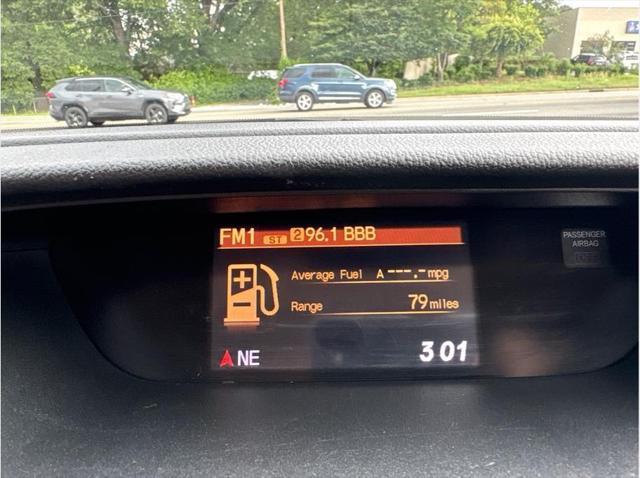 FM1 ST 2 96.1 BBB
Average Fuel A ---.- mpg
Range 79 miles
NE 3 01
PASSENGER
AIRBAG